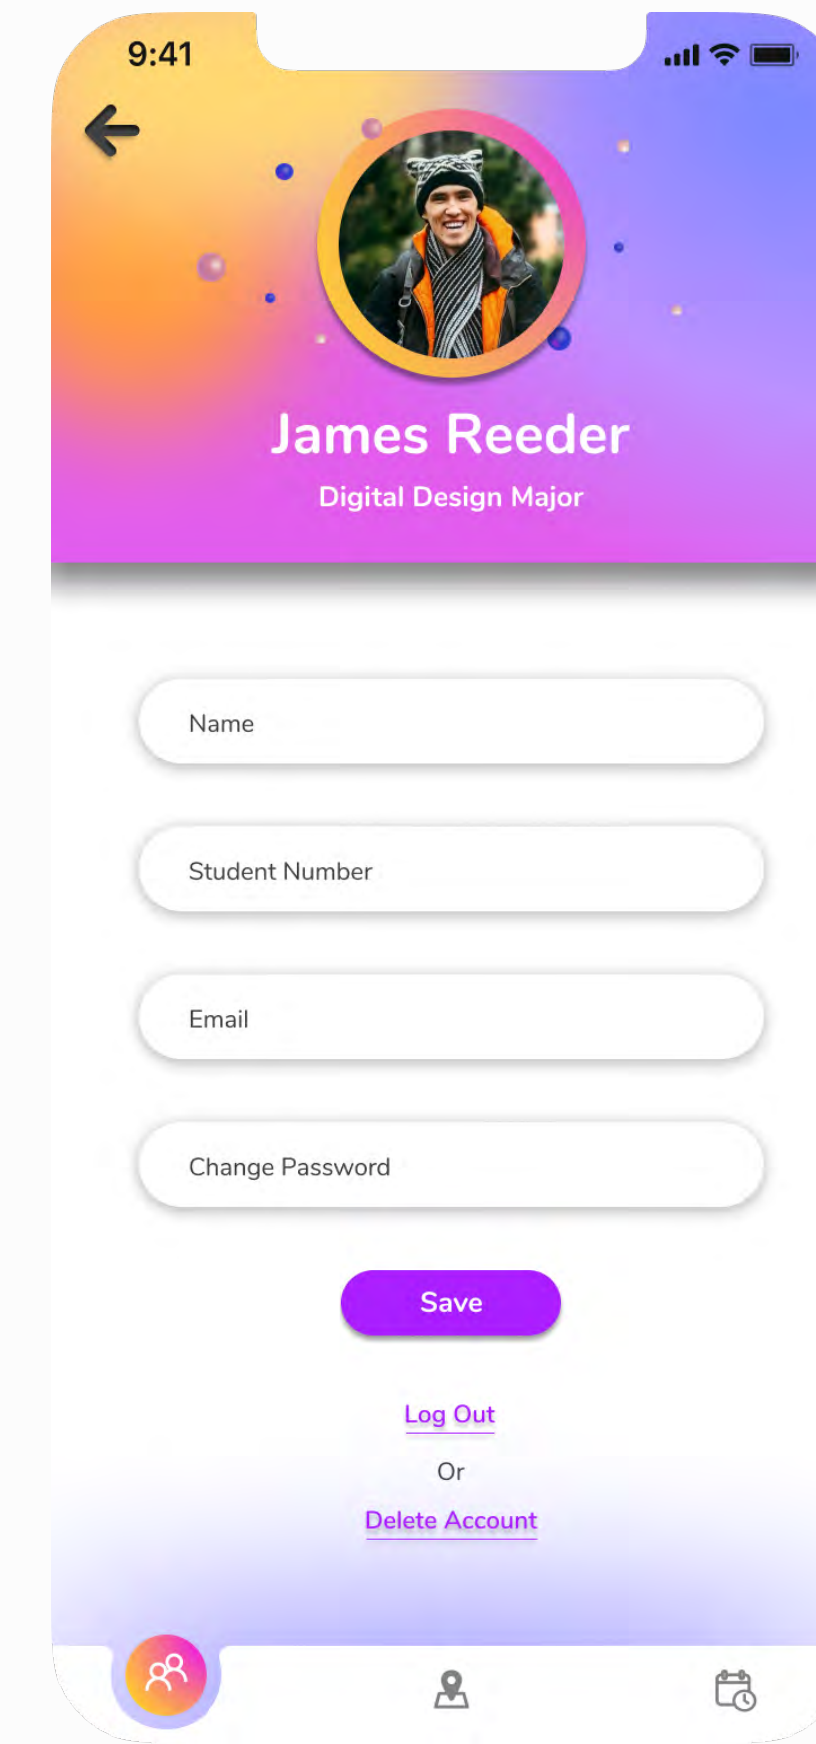 9:41
James Reeder
Digital Design Major
Name
Student Number
Email
Change Password
Save
Log Out
Or
Delete Account